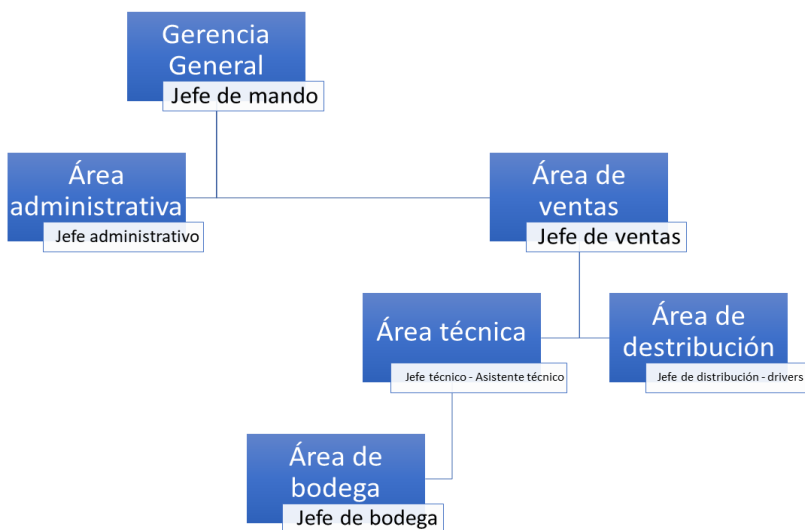 Gerencia
General
Jefe de mando
Área
administrativa
Jefe administrativo
Área de
ventas
Jefe de ventas
Área técnica
Jefe técnico - Asistente técnico
Área de
destribución
Jefe de distribución - drivers
Área de
bodega
Jefe de bodega